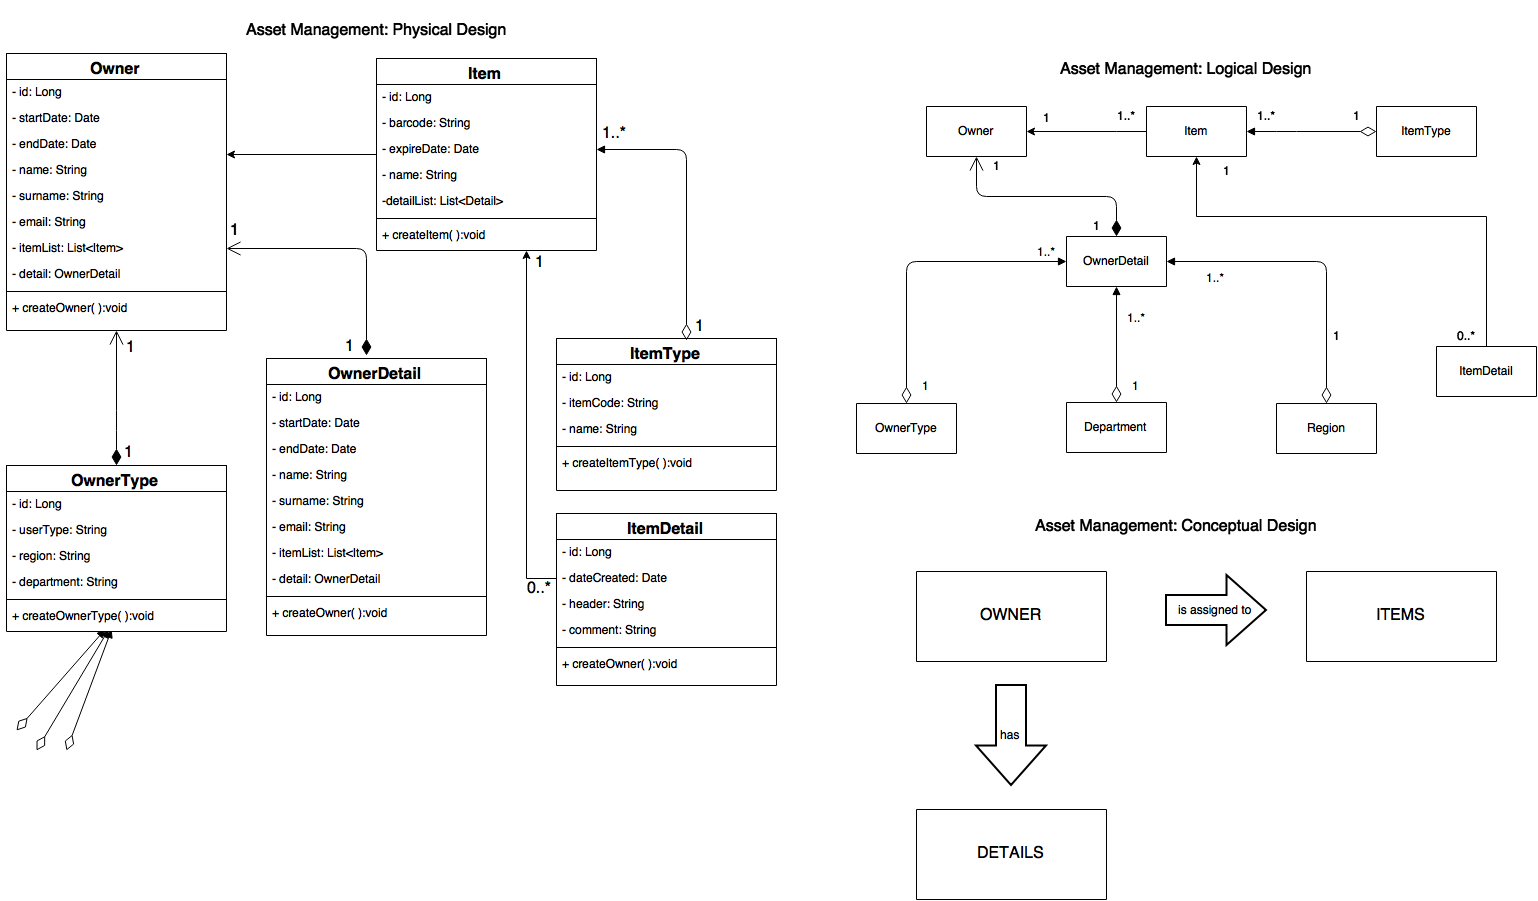 Asset Management: Physical Design
Owner
- id: Long
- startDate: Date
- endDate: Date
- name: String
- surname: String
- email: String
- itemList: List<Item>
- detail: OwnerDetail
+ createOwner( ):void
Item
- id: Long
- barcode: String
- expireDate: Date
- name: String
-detailList: List<Detail>
+ createItem( ):void
1..*
1
1
1
1
1
1
0..*
OwnerType
- id: Long
- userType: String
- region: String
- department: String
+ createOwnerType( ):void
OwnerDetail
- id: Long
- startDate: Date
- endDate: Date
- name: String
- surname: String
- email: String
- itemList: List<Item>
- detail: OwnerDetail
+ createOwner( ):void
ItemType
- id: Long
- itemCode: String
- name: String
+ createItemType( ):void
ItemDetail
- id: Long
- dateCreated: Date
- header: String
- comment: String
+ createOwner( ):void
Asset Management: Logical Design
Owner
1
1..*
Item
1..*
1
ItemType
1
1
1
OwnerDetail
1..*
1..*
1..*
1
0..*
ItemDetail
1
1
OwnerType
Department
Region
Asset Management: Conceptual Design
OWNER
is assigned to
ITEMS
has
DETAILS